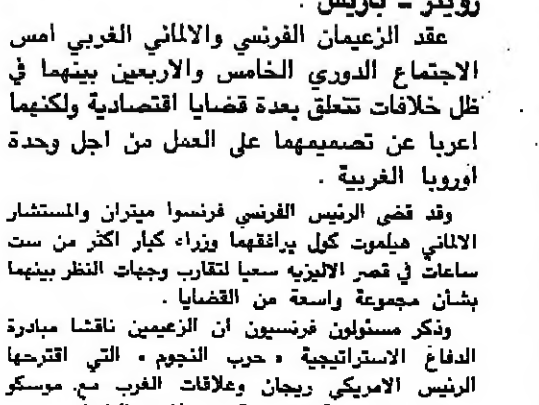 رويتر ـ باريس .
عقد الزعيمان الفرنسي والالماني الغربي امس
الاجتماع الدوري الخامس والاربعين بينهما في
ظل خلافات تتعلق بعدة قضايا اقتصادية ولكنهما
اعربا عن تصميمهما على العمل من اجل وحدة
اوروبا الغربية .
وقد قضى الرئيس الفرنسي فرنسوا ميتران والمستشار
الالماني هيلموت كول يرافقهما وزراء كبار اكثر من ست
ساعات في قصر الاليزيه سعيا لتقارب وجهات النظر بينهما
بشأن مجموعة واسعة من القضايا .
وذكر مسئولون فرنسيون ان الزعيمين ناقشا مبادرة
الدفاع الاستراتيجية « حرب النجوم » التي اقترحها
الرئيس الامريكي ريجان وعلاقات الغرب مع موسكو